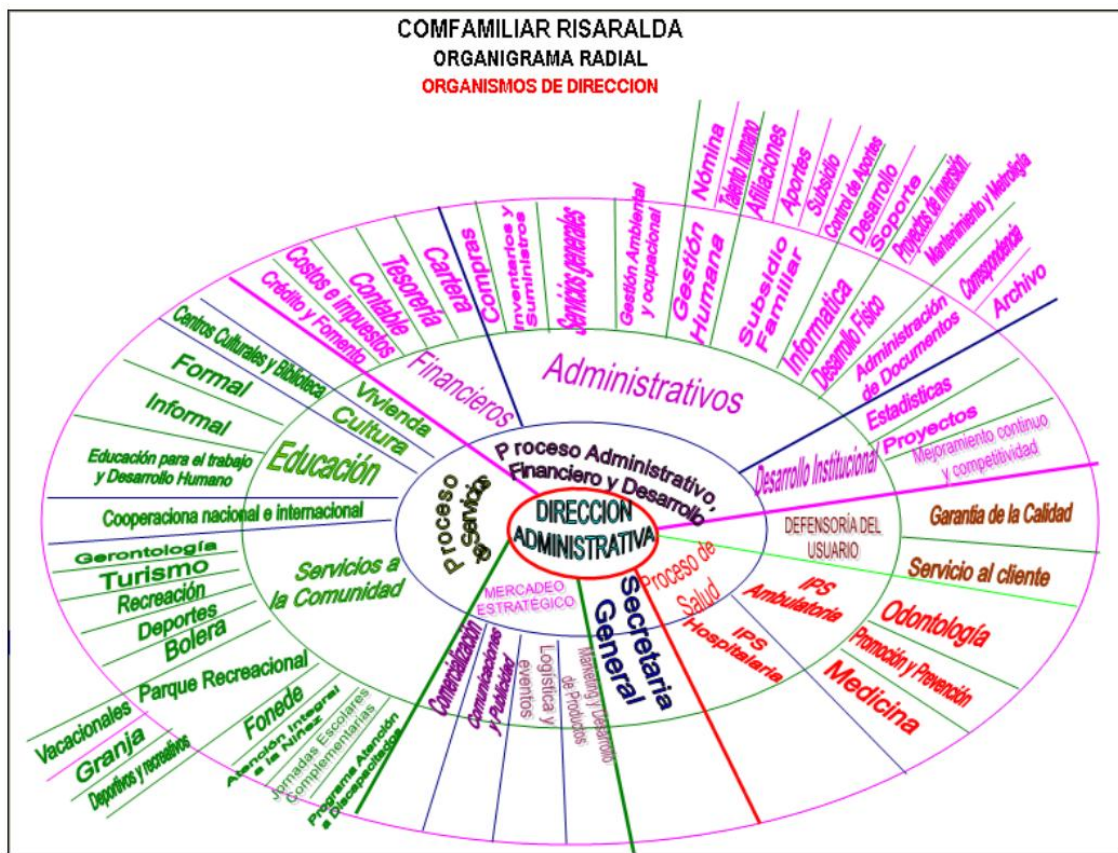 COMFAMILIAR RISARALDA
ORGANIGRAMA RADIAL
ORGANISMOS DE DIRECCION
DIRECCION
ADMINISTRATIVA
Proceso Administrativo,
Financiero y Desarrollo
Financieros
Crédito y Fomento
Costos e impuestos
Contable
Tesorería
Cartera
Administrativos
Compras
Inventarios y
Suministros
Servicios generales
Gestión Ambiental
y ocupacional
Gestión
Humana
Nómina
Talento humano
Subsidio
Familiar
Afiliaciones
Aportes
Subsidio
Control de Aportes
Informatica
Desarrollo
Soporte
Desarrollo Físico
Proyectos de inversión
Mantenimiento y Metrología
Administración
de Documentos
Correspondencia
Archivo
Desarrollo Institucional
Estadisticas
Proyectos
Mejoramiento continuo
y competitividad
DEFENSORÍA DEL
USUARIO
Garantía de la Calidad
Servicio al cliente
Proceso de
Salud
IPS
Ambulatoria
IPS
Hospitalaria
Odontología
Promoción y Prevención
Medicina
Secretaria
General
MERCADEO
ESTRATÉGICO
Comercialización
Comunicaciones
y Publicidad
Logística y
eventos
Marketing y Desarrollo
de Productos
Proceso
de Servicios
Vivienda
Cultura
Centros Culturales y Biblioteca
Educación
Formal
Informal
Educación para el trabajo
y Desarrollo Humano
Cooperaciona nacional e internacional
Servicios a
la Comunidad
Gerontología
Turismo
Recreación
Deportes
Bolera
Parque Recreacional
Vacacionales
Granja
Deportivos y recreativos
Fonede
Atención integral
a la Niñez
Jornadas Escolares
Complementarias
Programa Atención
a Discapacitados